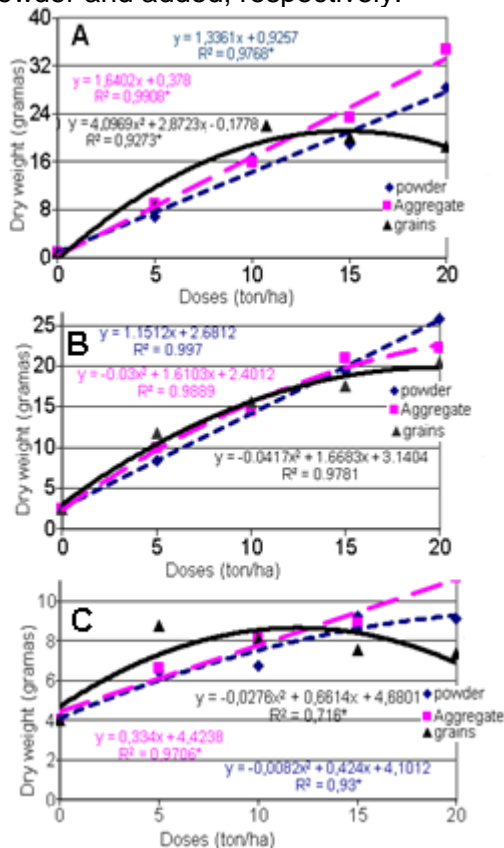 powder and added, respectively.
A
40
32
24
16
8
0
y = 1,3361x + 0,9257
R² = 0,9768*
y = 1,6402x + 0,378
R² = 0,9908*
y = 4,0969x² + 2,8723x - 0,1778
R² = 0,9273*
powder
Aggregate
grains
0 5 10 15 20
Doses (ton/ha)
Dry weight (gramas)
B
25
20
15
10
5
0
y = 1.1512x + 2.6812
R² = 0.997
y = -0.03x² + 1.6103x + 2.4012
R² = 0.9889
powder
Aggregate
grains
y = -0.0417x² + 1.6683x + 3.1404
R² = 0.9781
0 5 10 15 20
Doses (ton/ha)
Dry weight (gramas)
C
10
8
6
4
2
0
y = -0,0276x² + 0,6614x + 4,6801
R² = 0,716*
powder
Aggregate
grains
y = 0,334x + 4,4238
R² = 0,9706*
y = -0,0082x² + 0,424x + 4,1012
R² = 0,93*
0 5 10 15 20
Doses (ton/ha)
Dry weight (gramas)